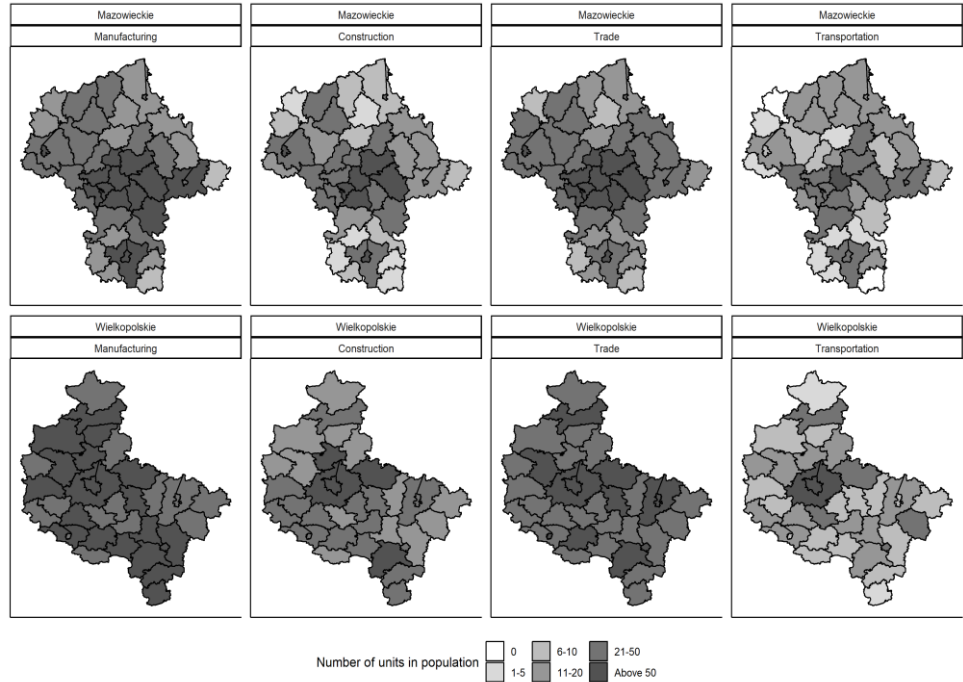 Mazowieckie
Mazowieckie
Mazowieckie
Mazowieckie
Manufacturing
Construction
Trade
Transportation
Wielkopolskie
Wielkopolskie
Wielkopolskie
Wielkopolskie
Manufacturing
Construction
Trade
Transportation
Number of units in population
0
6-10
21-50
1-5
11-20
Above 50